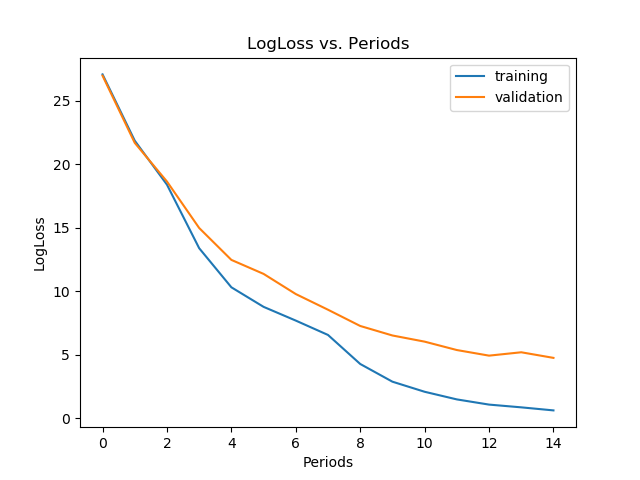 LogLoss vs. Periods
training
validation
LogLoss
25
20
15
10
5
0
0 2 4 6 8 10 12 14
Periods